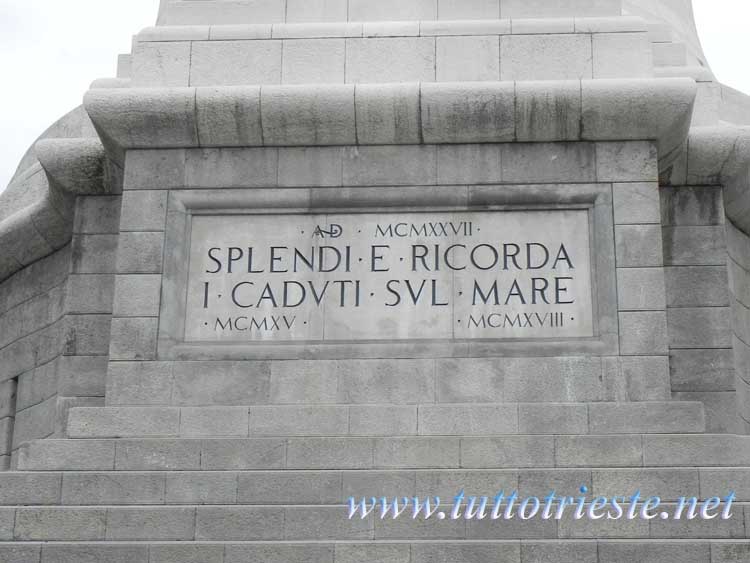 · AD · MCMXXVII ·
SPLENDI · E · RICORDA
I · CADVTI · SVL · MARE
· MCMXV · · MCMXVIII ·
www.tuttotrieste.net